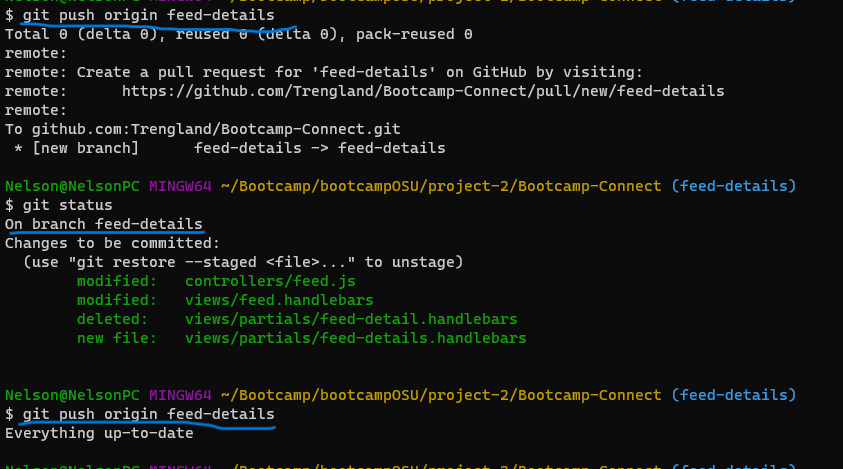 $ git push origin feed-details
Total 0 (delta 0), reused 0 (delta 0), pack-reused 0
remote:
remote: Create a pull request for 'feed-details' on GitHub by visiting:
remote:      https://github.com/Trengland/Bootcamp-Connect/pull/new/feed-details
remote:
To github.com:Trengland/Bootcamp-Connect.git
 * [new branch]      feed-details -> feed-details
Nelson@NelsonPC MINGW64 ~/Bootcamp/bootcampOSU/project-2/Bootcamp-Connect (feed-details)
$ git status
On branch feed-details
Changes to be committed:
  (use "git restore --staged <file>..." to unstage)
        modified:   controllers/feed.js
        modified:   views/feed.handlebars
        deleted:    views/partials/feed-detail.handlebars
        new file:   views/partials/feed-details.handlebars
Nelson@NelsonPC MINGW64 ~/Bootcamp/bootcampOSU/project-2/Bootcamp-Connect (feed-details)
$ git push origin feed-details
Everything up-to-date